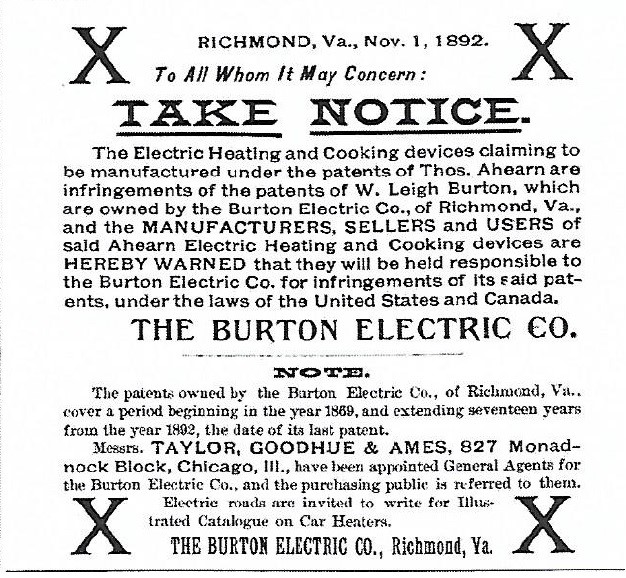 X RICHMOND, Va., Nov. 1, 1892. X
To All Whom It May Concern:
TAKE NOTICE.
The Electric Heating and Cooking devices claiming to
be manufactured under the patents of Thos. Ahearn are
infringements of the patents of W. Leigh Burton, which
are owned by the Burton Electric Co., of Richmond, Va.,
and the MANUFACTURERS, SELLERS and USERS of
said Ahearn Electric Heating and Cooking devices are
HEREBY WARNED that they will be held responsible to
the Burton Electric Co. for infringements of its said pat-
ents, under the laws of the United States and Canada.
THE BURTON ELECTRIC CO.
NOTE.
The patents owned by the Burton Electric Co., of Richmond, Va.,
cover a period beginning in the year 1869, and extending seventeen years
from the year 1892, the date of its last patent.
Messrs. TAYLOR, GOODHUE & AMES, 827 Monad-
nock Block, Chicago, Ill., have been appointed General Agents for
the Burton Electric Co., and the purchasing public is referred to them.
X Electric roads are invited to write for Illus- X
trated Catalogue on Car Heaters.
THE BURTON ELECTRIC CO., Richmond, Va.